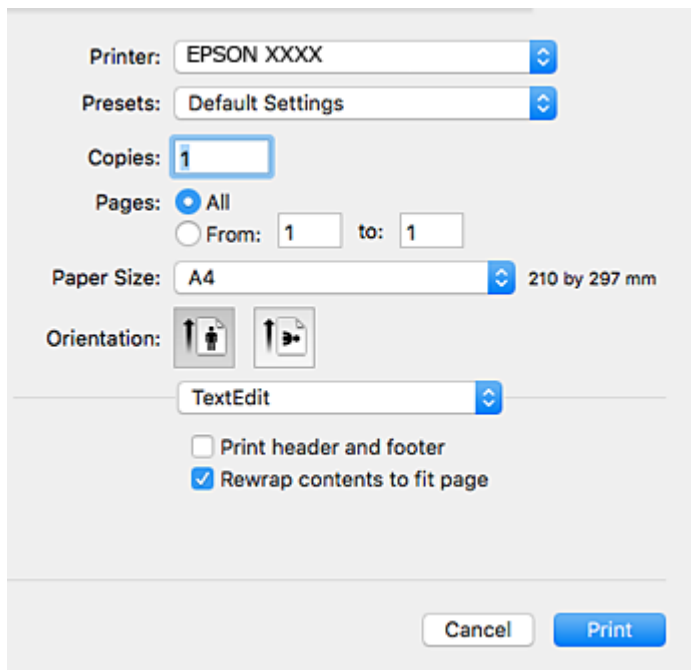 Printer: EPSON XXXX
Presets: Default Settings
Copies: 1
Pages: All
From: 1 to: 1
Paper Size: A4 210 by 297 mm
Orientation:
TextEdit
Print header and footer
Rewrap contents to fit page
Cancel Print